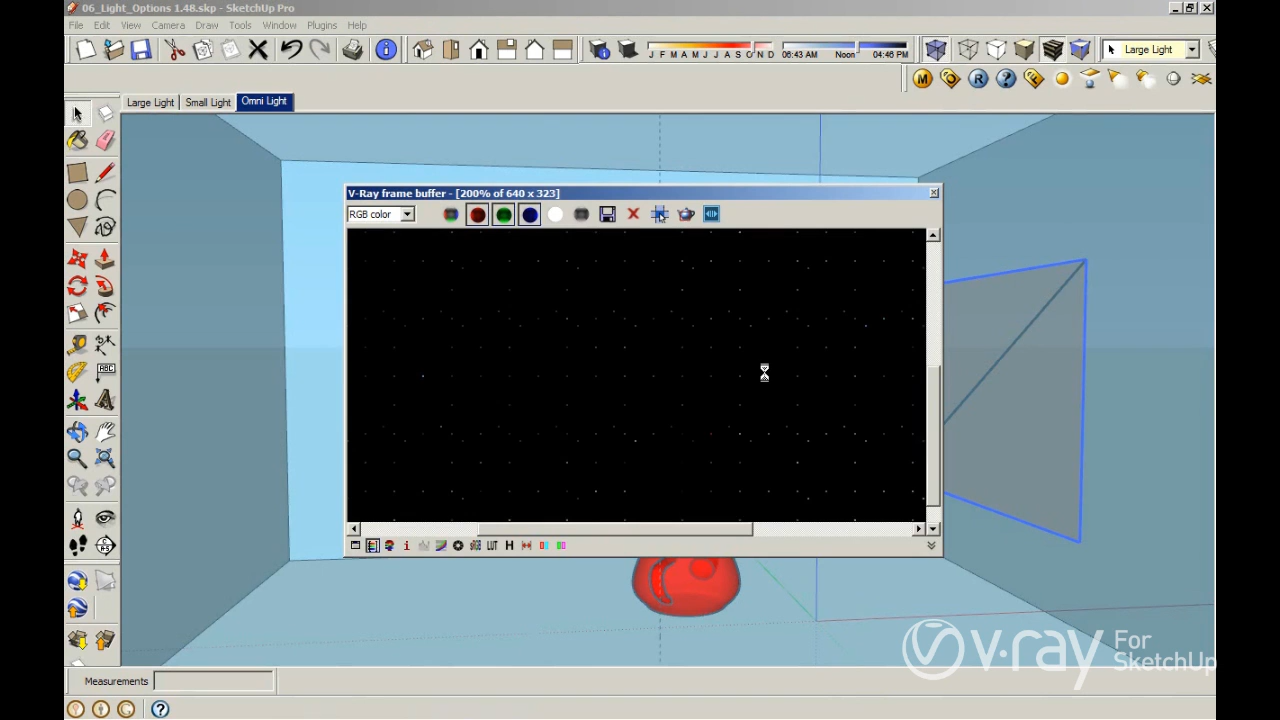 06_Light_Options 1.48.skp - SketchUp Pro
File Edit View Camera Draw Tools Window Plugins Help
J F M A M J J A S O N D 06:43 AM Noon 04:46 PM Large Light
M R ?
Large Light Small Light Omni Light
V-Ray frame buffer - [200% of 640 x 323]
RGB color
ABC
A
i LUT H
v·ray For SketchUp
Measurements